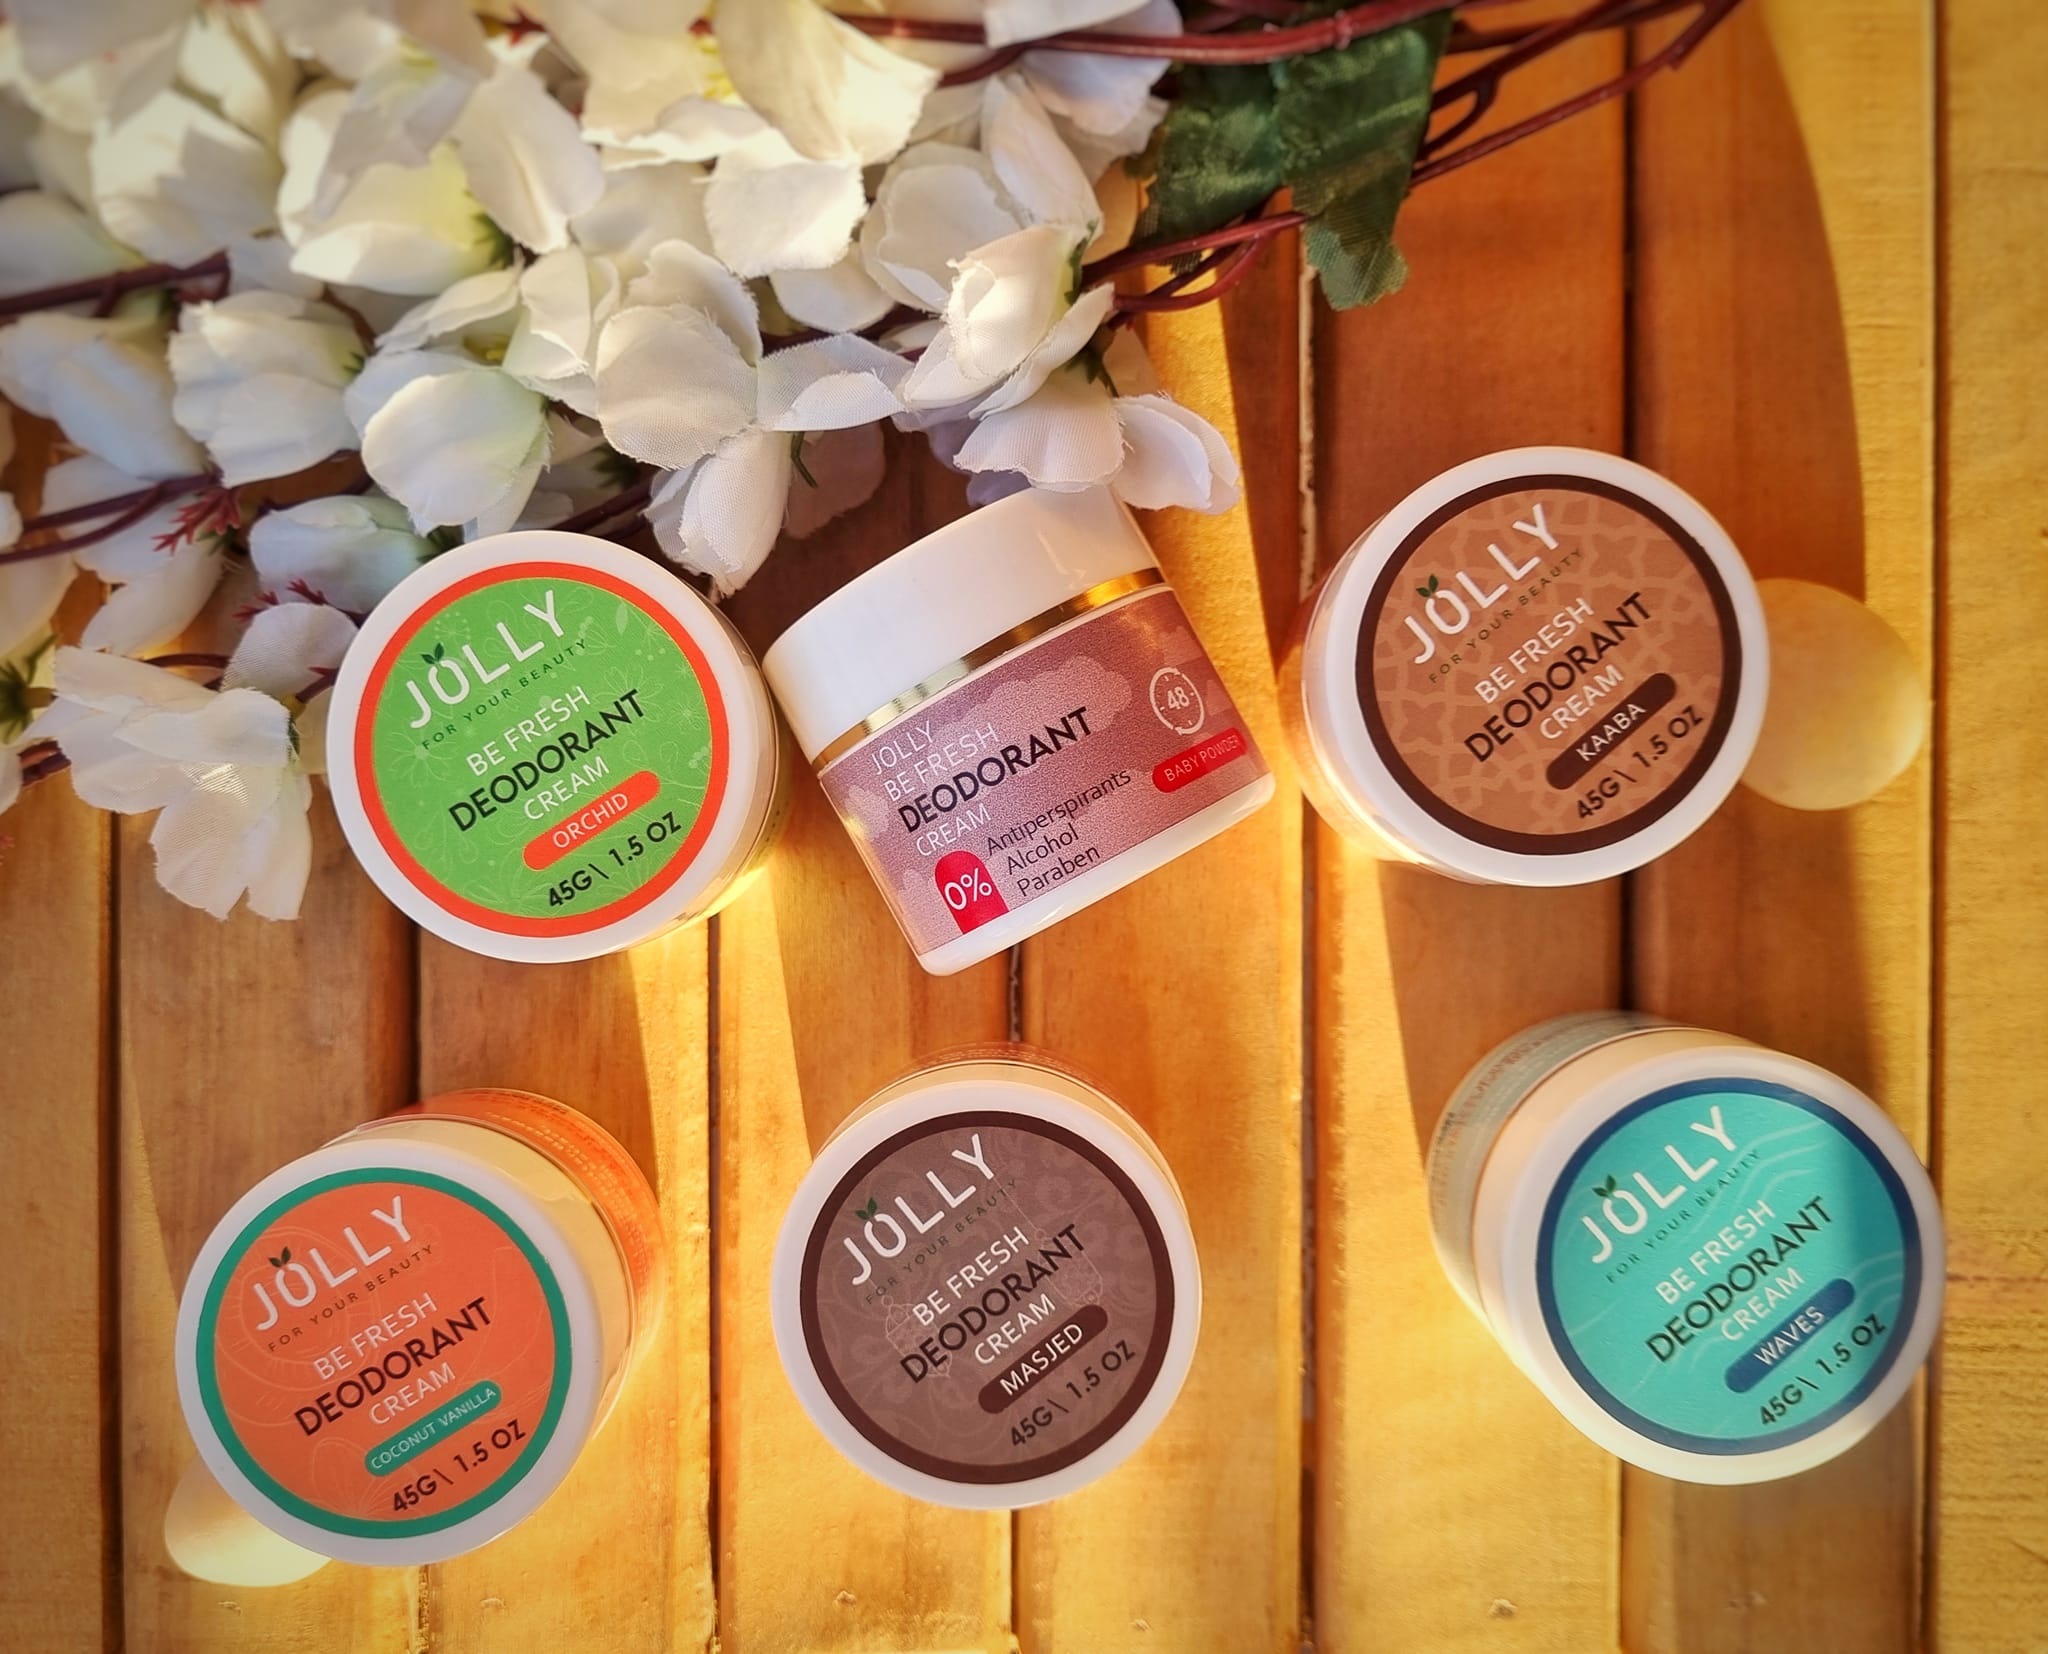 JOLLY
FOR YOUR BEAUTY
BE FRESH
DEODORANT
CREAM
ORCHID
45G\ 1.5 OZ
JOLLY
BE FRESH
DEODORANT
CREAM
48
BABY POWDER
0%
Antiperspirants
Alcohol
Paraben
JOLLY
FOR YOUR BEAUTY
BE FRESH
DEODORANT
CREAM
KAABA
45G\ 1.5 OZ
JOLLY
FOR YOUR BEAUTY
BE FRESH
DEODORANT
CREAM
COCONUT VANILLA
45G\ 1.5 OZ
JOLLY
FOR YOUR BEAUTY
BE FRESH
DEODORANT
CREAM
MASJED
45G\ 1.5 OZ
JOLLY
FOR YOUR BEAUTY
BE FRESH
DEODORANT
CREAM
WAVES
45G\ 1.5 OZ